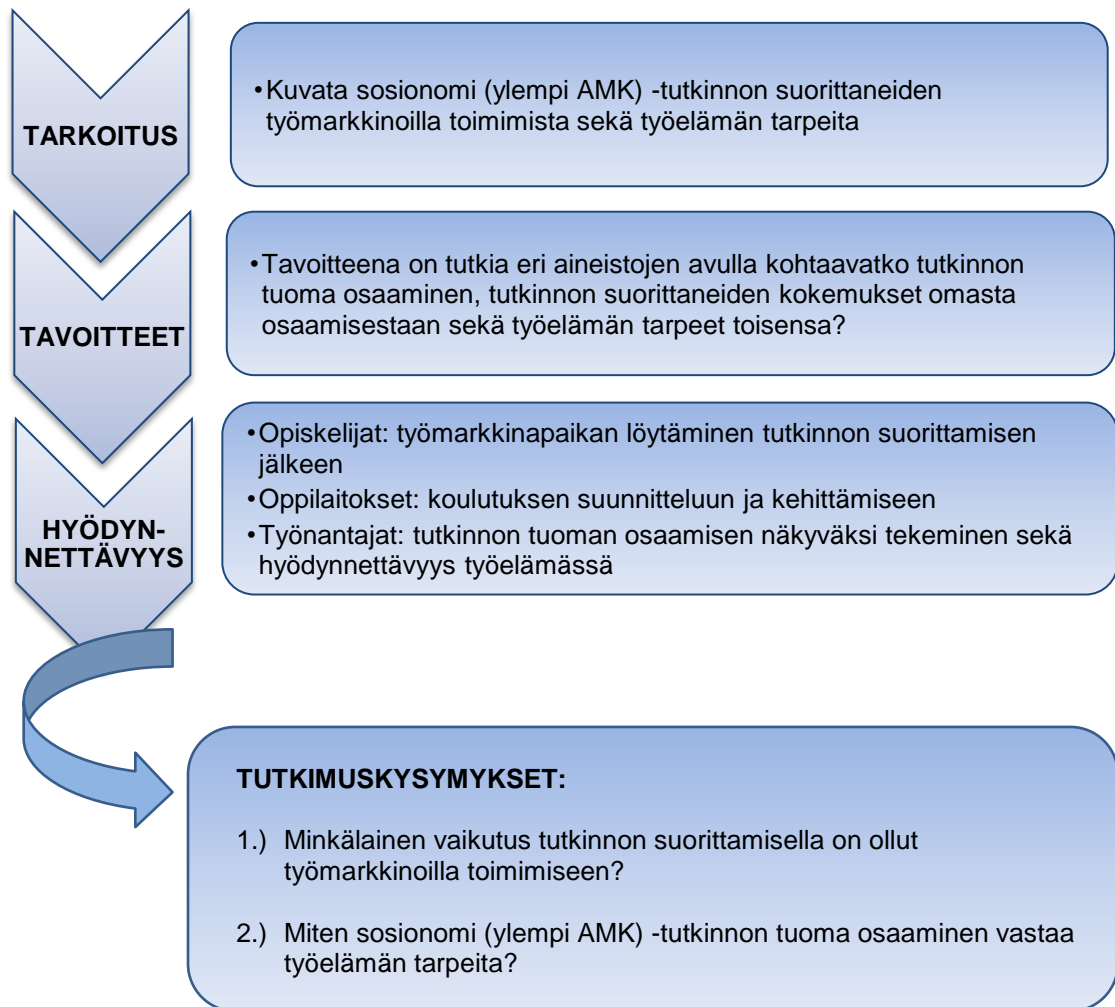 TARKOITUS
•Kuvata sosionomi (ylempi AMK) -tutkinnon suorittaneiden
työmarkkinoilla toimimista sekä työelämän tarpeita
TAVOITTEET
•Tavoitteena on tutkia eri aineistojen avulla kohtaavatko tutkinnon
tuoma osaaminen, tutkinnon suorittaneiden kokemukset omasta
osaamisestaan sekä työelämän tarpeet toisensa?
HYÖDYN-
NETTÄVYYS
•Opiskelijat: työmarkkinapaikan löytäminen tutkinnon suorittamisen
jälkeen
•Oppilaitokset: koulutuksen suunnitteluun ja kehittämiseen
•Työnantajat: tutkinnon tuoman osaamisen näkyväksi tekeminen sekä
hyödynnettävyys työelämässä
TUTKIMUSKYSYMYKSET:
1.) Minkälainen vaikutus tutkinnon suorittamisella on ollut
työmarkkinoilla toimimiseen?
2.) Miten sosionomi (ylempi AMK) -tutkinnon tuoma osaaminen vastaa
työelämän tarpeita?